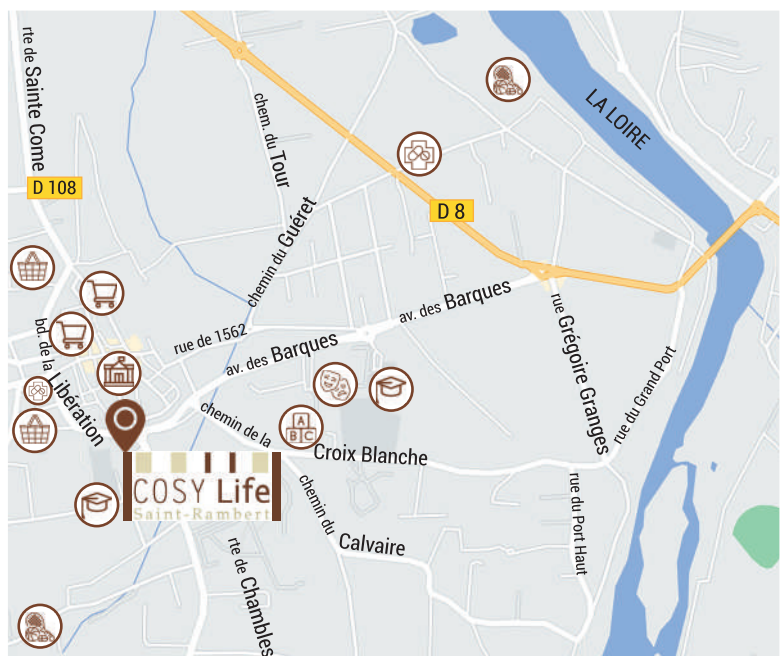 rte de Sainte Come
D 108
chem. du Tour
chemin du Guéret
LA LOIRE
D 8
bd. de la Libération
rue de 1562
av. des Barques
av. des Barques
rue Grégoire Granges
rue du Grand Port
chemin de la Croix Blanche
A
B C
COSY Life
Saint-Rambert
chemin du Calvaire
rue du Port Haut
rte de Chambles